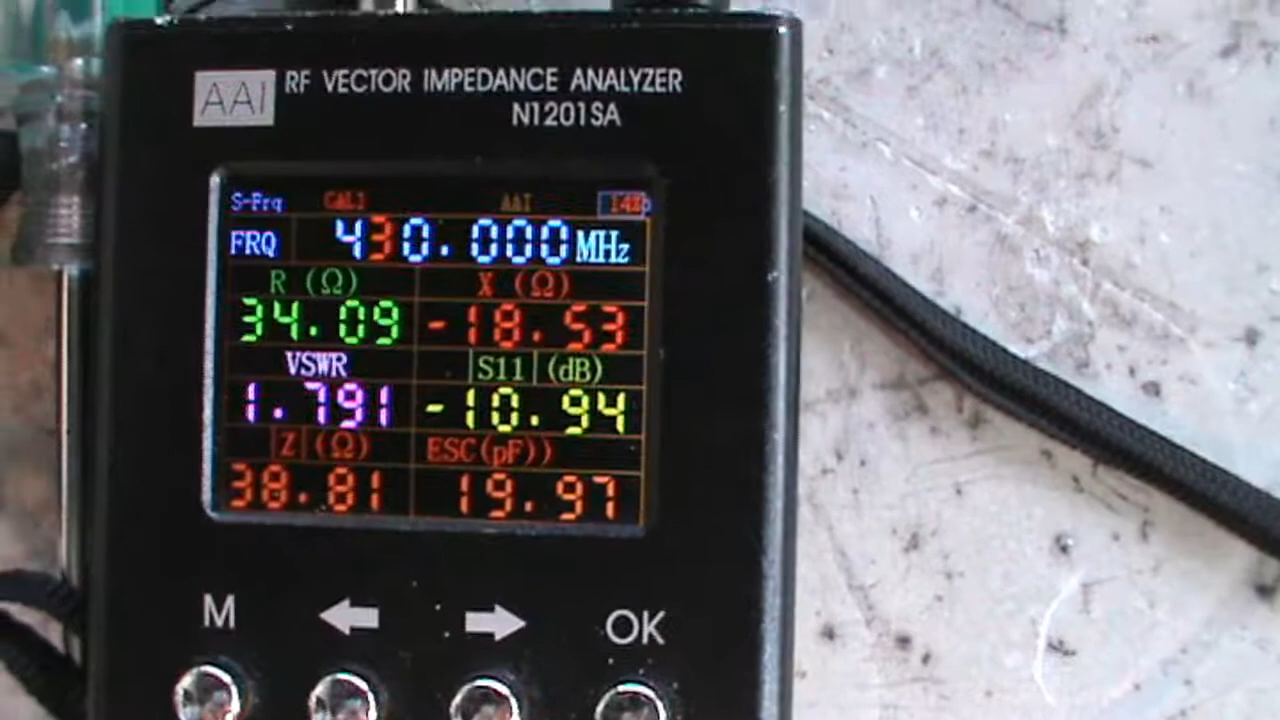 AAI RF VECTOR IMPEDANCE ANALYZER
N1201SA
S-Frq CAL1 AAI 14%
FRQ 430.000MHz
R (Ω) X (Ω)
34.09 -18.53
VSWR |S11|(dB)
1.791 -10.94
|Z|(Ω) ESC(pF))
38.81 19.97
M OK